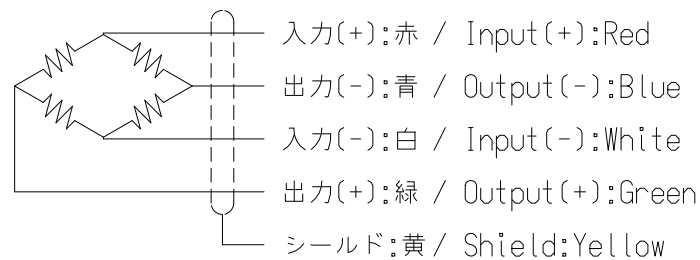 入力(+):赤 / Input(+):Red
出力(-):青 / Output(-):Blue
入力(-):白 / Input(-):White
出力(+):緑 / Output(+):Green
シールド:黄 / Shield:Yellow